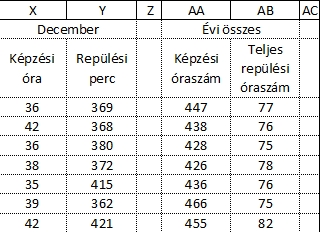 X Y Z AA AB AC
December Évi összes
Képzési óra Repülési perc Képzési óraszám Teljes repülési óraszám
36 369 447 77
42 368 438 76
36 380 428 75
38 372 426 78
35 415 436 76
39 362 466 75
42 421 455 82